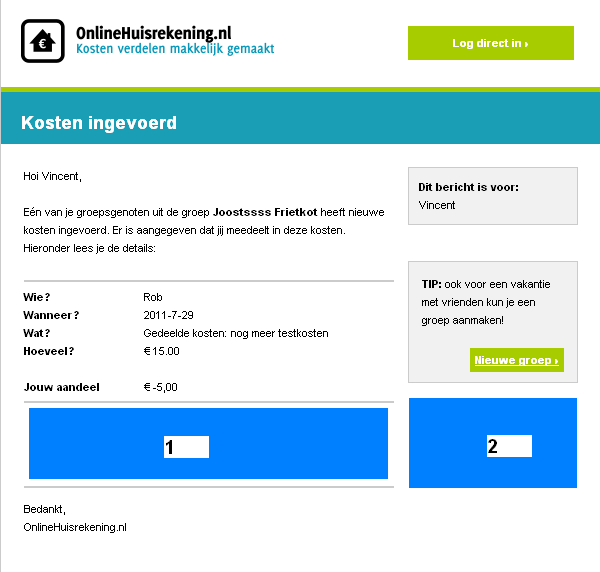 OnlineHuisrekening.nl
Kosten verdelen makkelijk gemaakt
Log direct in ›
Kosten ingevoerd
Hoi Vincent,
Eén van je groepsgenoten uit de groep Joostssss Frietkot heeft nieuwe
kosten ingevoerd. Er is aangegeven dat jij meedeelt in deze kosten.
Hieronder lees je de details:
Wie? Rob
Wanneer? 2011-7-29
Wat? Gedeelde kosten: nog meer testkosten
Hoeveel? € 15.00
Jouw aandeel € -5,00
1
Bedankt,
OnlineHuisrekening.nl
Dit bericht is voor:
Vincent
TIP: ook voor een vakantie
met vrienden kun je een
groep aanmaken!
Nieuwe groep ›
2